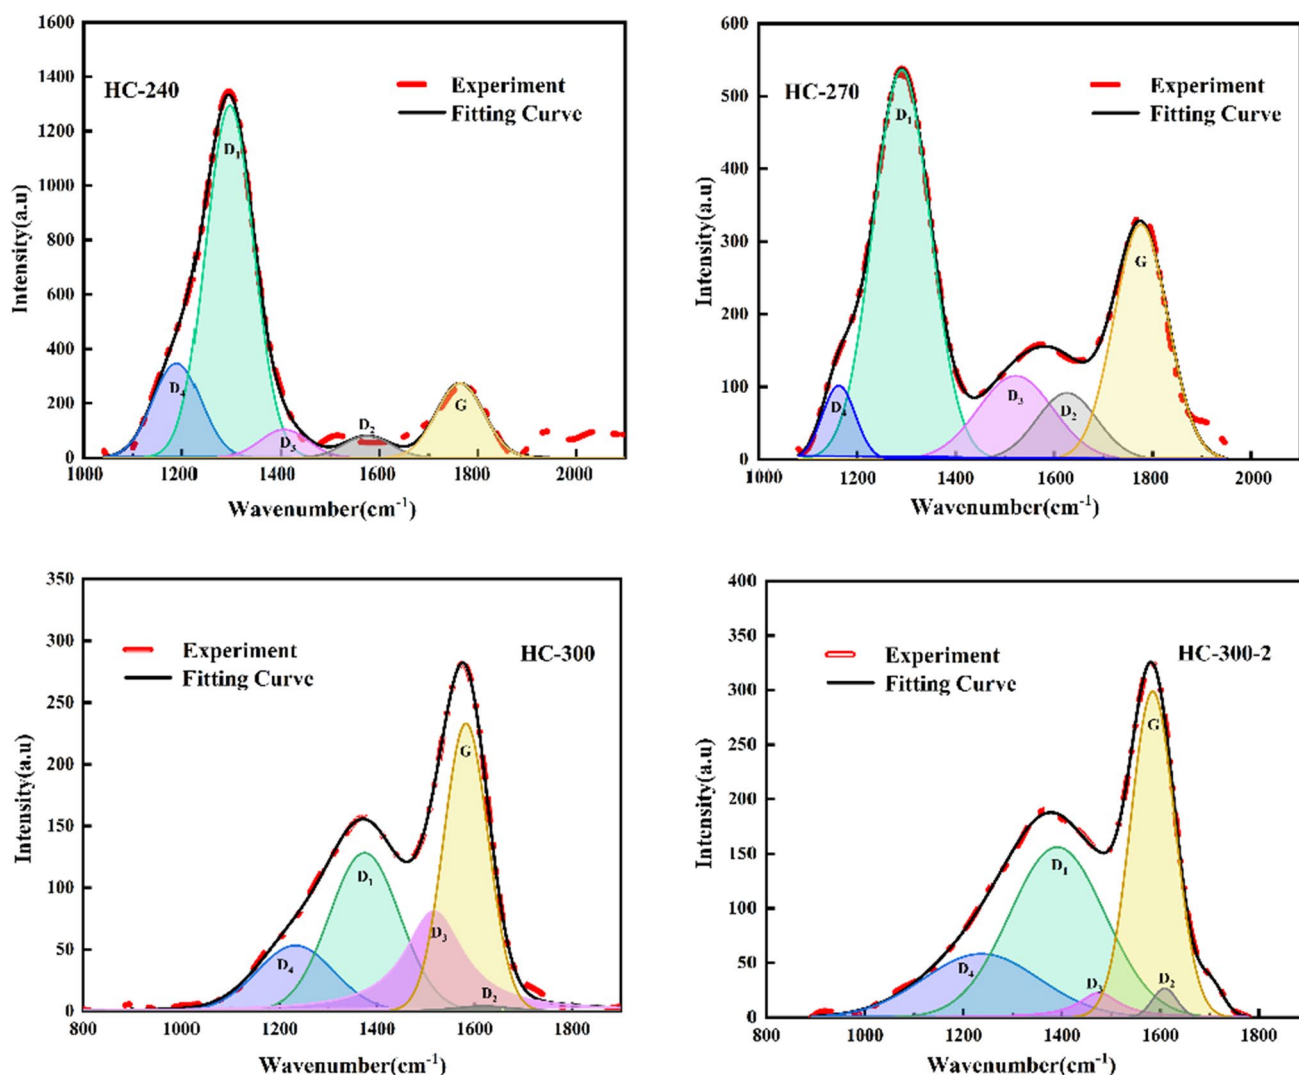 HC-240
Experiment
Fitting Curve
D1
D4
D3
D2
G
Intensity(a.u)
0
200
400
600
800
1000
1200
1400
1600
1000
1200
1400
1600
1800
2000
Wavenumber(cm-1)
HC-270
Experiment
Fitting Curve
D1
D4
D3
D2
G
Intensity(a.u)
0
100
200
300
400
500
600
1000
1200
1400
1600
1800
2000
Wavenumber(cm-1)
HC-300
Experiment
Fitting Curve
D1
D4
D3
D2
G
Intensity(a.u)
0
50
100
150
200
250
300
350
800
1000
1200
1400
1600
1800
Wavenumber(cm-1)
HC-300-2
Experiment
Fitting Curve
D1
D4
D3
D2
G
Intensity(a.u)
0
50
100
150
200
250
300
350
400
800
1000
1200
1400
1600
1800
Wavenumber(cm-1)